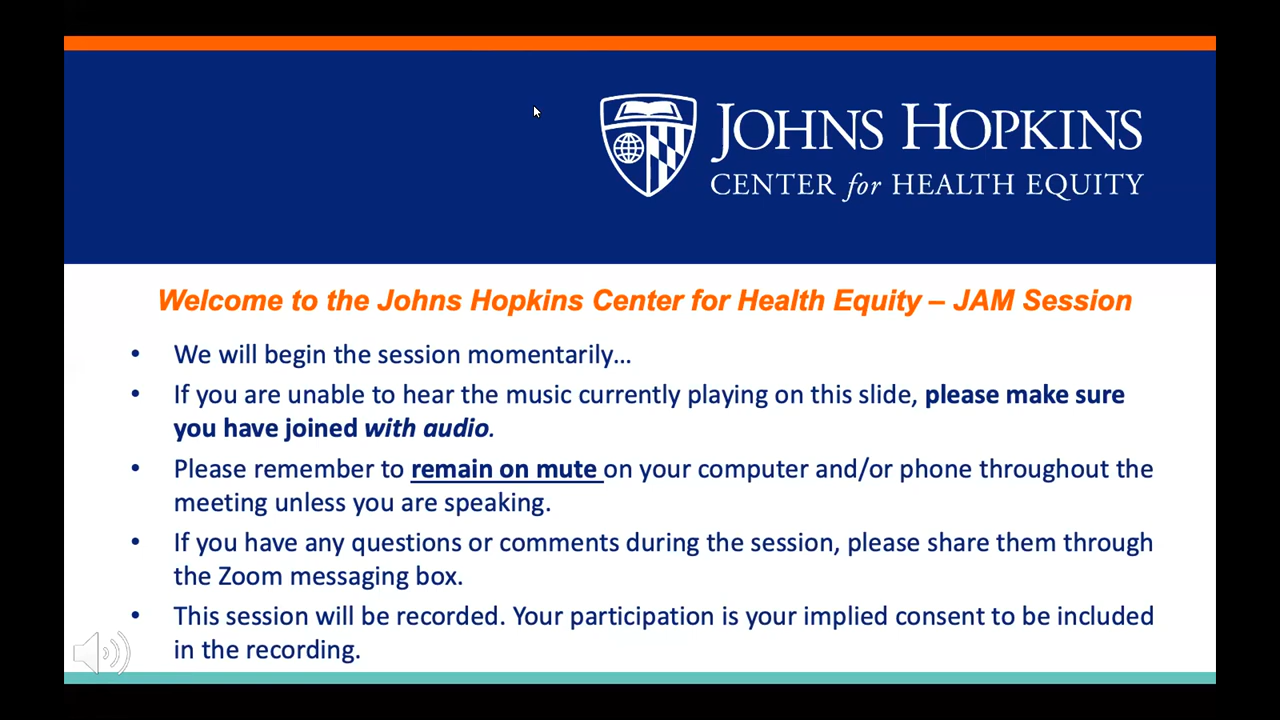 JOHNS HOPKINS
CENTER for HEALTH EQUITY
Welcome to the Johns Hopkins Center for Health Equity – JAM Session
• We will begin the session momentarily…
• If you are unable to hear the music currently playing on this slide, please make sure
you have joined with audio.
• Please remember to remain on mute on your computer and/or phone throughout the
meeting unless you are speaking.
• If you have any questions or comments during the session, please share them through
the Zoom messaging box.
• This session will be recorded. Your participation is your implied consent to be included
in the recording.